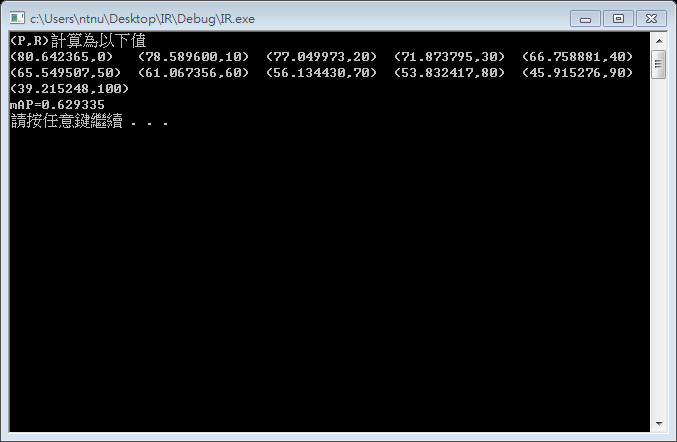 c:\Users\ntnu\Desktop\IR\Debug\IR.exe
(P,R)計算為以下值
(80.642365,0) (78.589600,10) (77.049973,20) (71.873795,30) (66.758881,40)
(65.549507,50) (61.067356,60) (56.134430,70) (53.832417,80) (45.915276,90)
(39.215248,100)
mAP=0.629335
請按任意鍵繼續 . . .